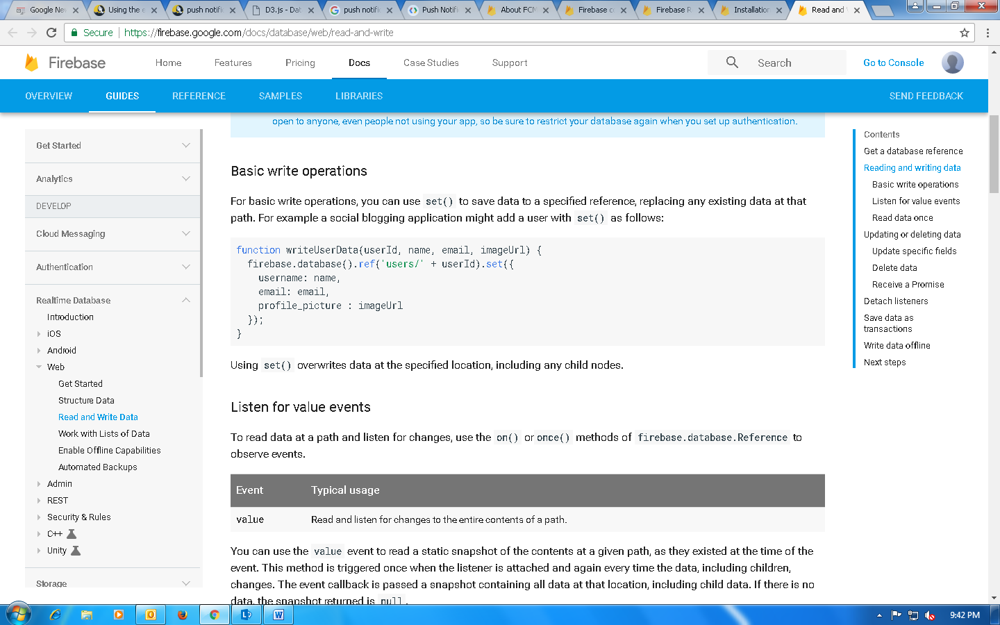 Google New
Using the e
push notific
D3.js - Dat
push notific
Push Notifi
About FCM
Firebase c
Firebase R
Installation
Read and W
Secure https://firebase.google.com/docs/database/web/read-and-write
Firebase
Home Features Pricing Docs Case Studies Support
Search
Go to Console
OVERVIEW GUIDES REFERENCE SAMPLES LIBRARIES
SEND FEEDBACK
Get Started
Analytics
DEVELOP
Cloud Messaging
Authentication
Realtime Database
Introduction
iOS
Android
Web
Get Started
Structure Data
Read and Write Data
Work with Lists of Data
Enable Offline Capabilities
Automated Backups
Admin
REST
Security & Rules
C++
Unity
Storage
open to anyone, even people not using your app, so be sure to restrict your database again when you set up authentication.
Basic write operations
For basic write operations, you can use set() to save data to a specified reference, replacing any existing data at that
path. For example a social blogging application might add a user with set() as follows:
function writeUserData(userId, name, email, imageUrl) {
firebase.database().ref('users/' + userId).set({
username: name,
email: email,
profile_picture : imageUrl
});
}
Using set() overwrites data at the specified location, including any child nodes.
Listen for value events
To read data at a path and listen for changes, use the on() or once() methods of firebase.database.Reference to
observe events.
Event Typical usage
value Read and listen for changes to the entire contents of a path.
You can use the value event to read a static snapshot of the contents at a given path, as they existed at the time of the
event. This method is triggered once when the listener is attached and again every time the data, including children,
changes. The event callback is passed a snapshot containing all data at that location, including child data. If there is no
data, the snapshot returned is null.
Contents
Get a database reference
Reading and writing data
Basic write operations
Listen for value events
Read data once
Updating or deleting data
Update specific fields
Delete data
Receive a Promise
Detach listeners
Save data as
transactions
Write data offline
Next steps
9:42 PM